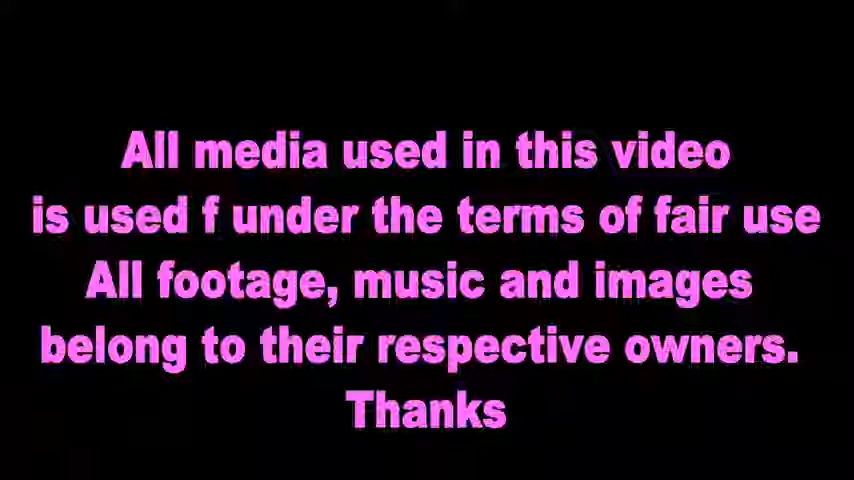 All media used in this video
is used f under the terms of fair use
All footage, music and images
belong to their respective owners.
Thanks